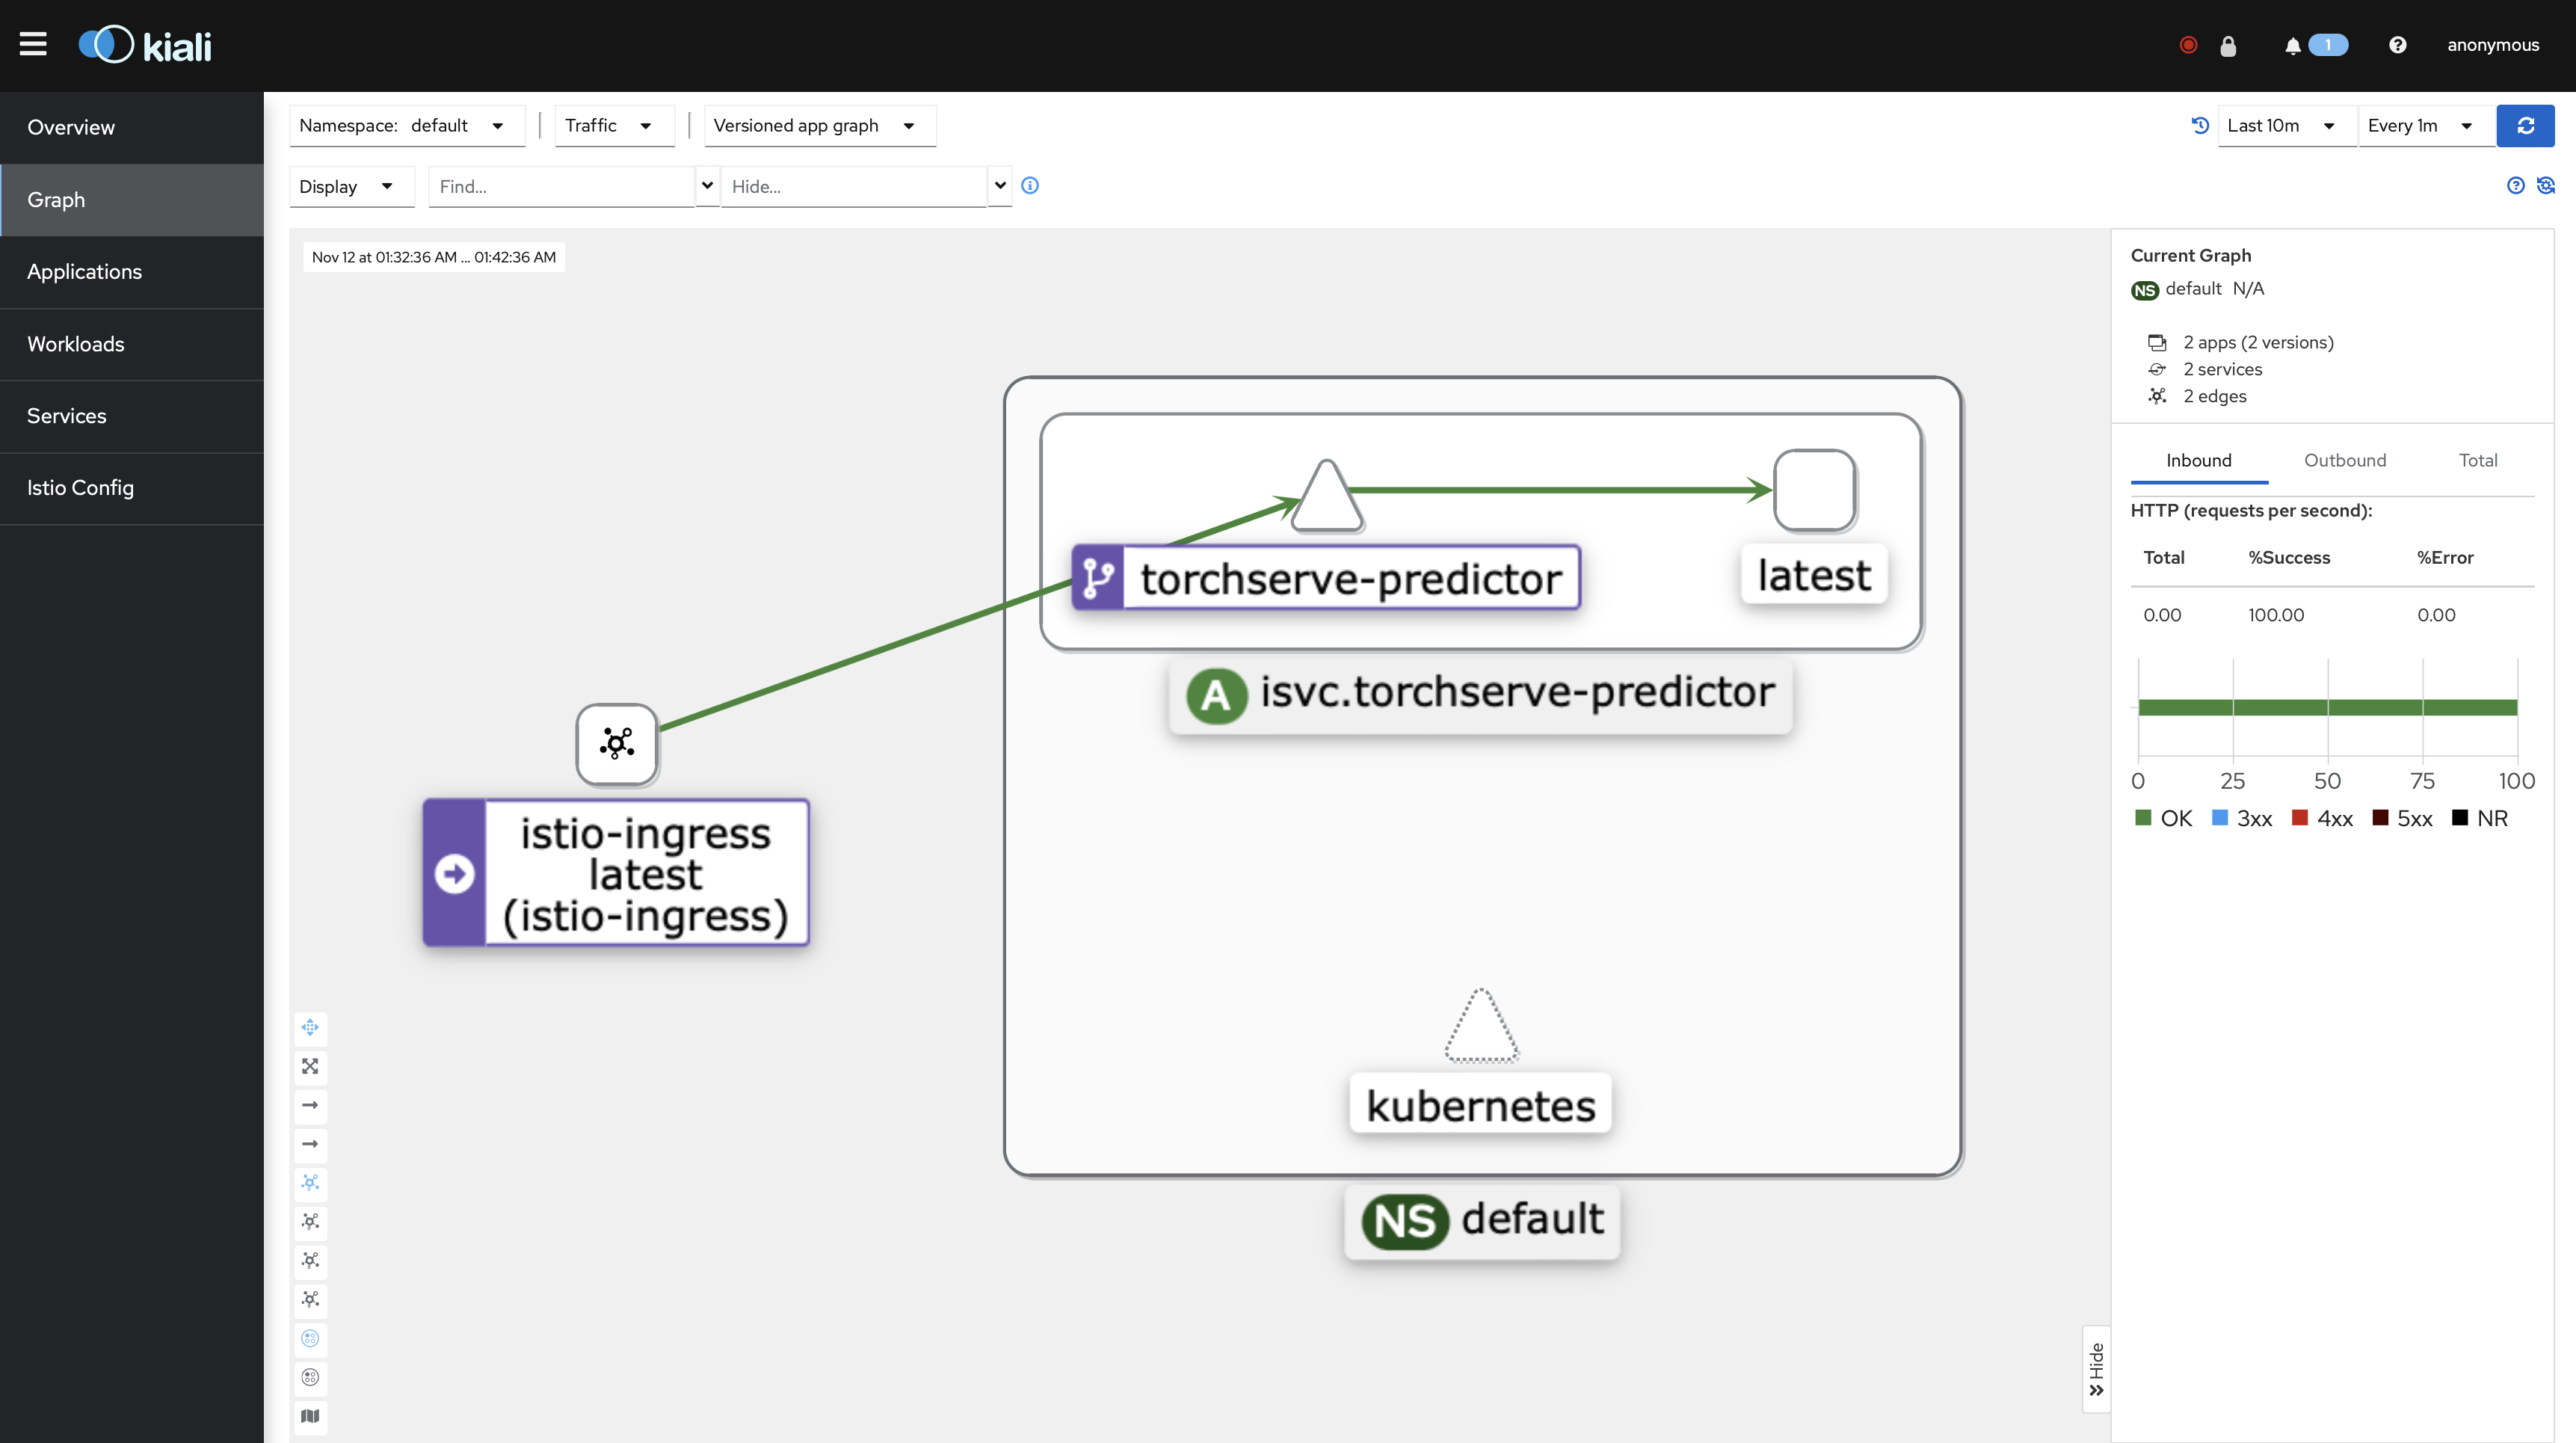 kiali
1
anonymous
Overview
Graph
Applications
Workloads
Services
Istio Config
Namespace: default
Traffic
Versioned app graph
Last 10m
Every 1m
Display
Find...
Hide...
Nov 12 at 01:32:36 AM ... 01:42:36 AM
torchserve-predictor
latest
A isvc.torchserve-predictor
istio-ingress
latest
(istio-ingress)
kubernetes
NS default
Hide
Current Graph
NS default N/A
2 apps (2 versions)
2 services
2 edges
Inbound Outbound Total
HTTP (requests per second):
Total %Success %Error
0.00 100.00 0.00
0 25 50 75 100
OK 3xx 4xx 5xx NR